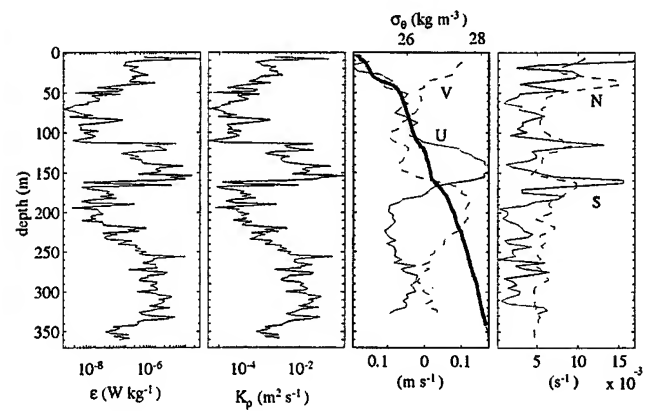 σθ (kg m-3)
26 28
0
50
100
150
200
250
300
350
depth (m)
V
U
N
S
10-8 10-6
ε (W kg-1)
10-4 10-2
Kρ (m2 s-1)
0.1 0 0.1
(m s-1)
5 10 15
(s-1) x 10-3